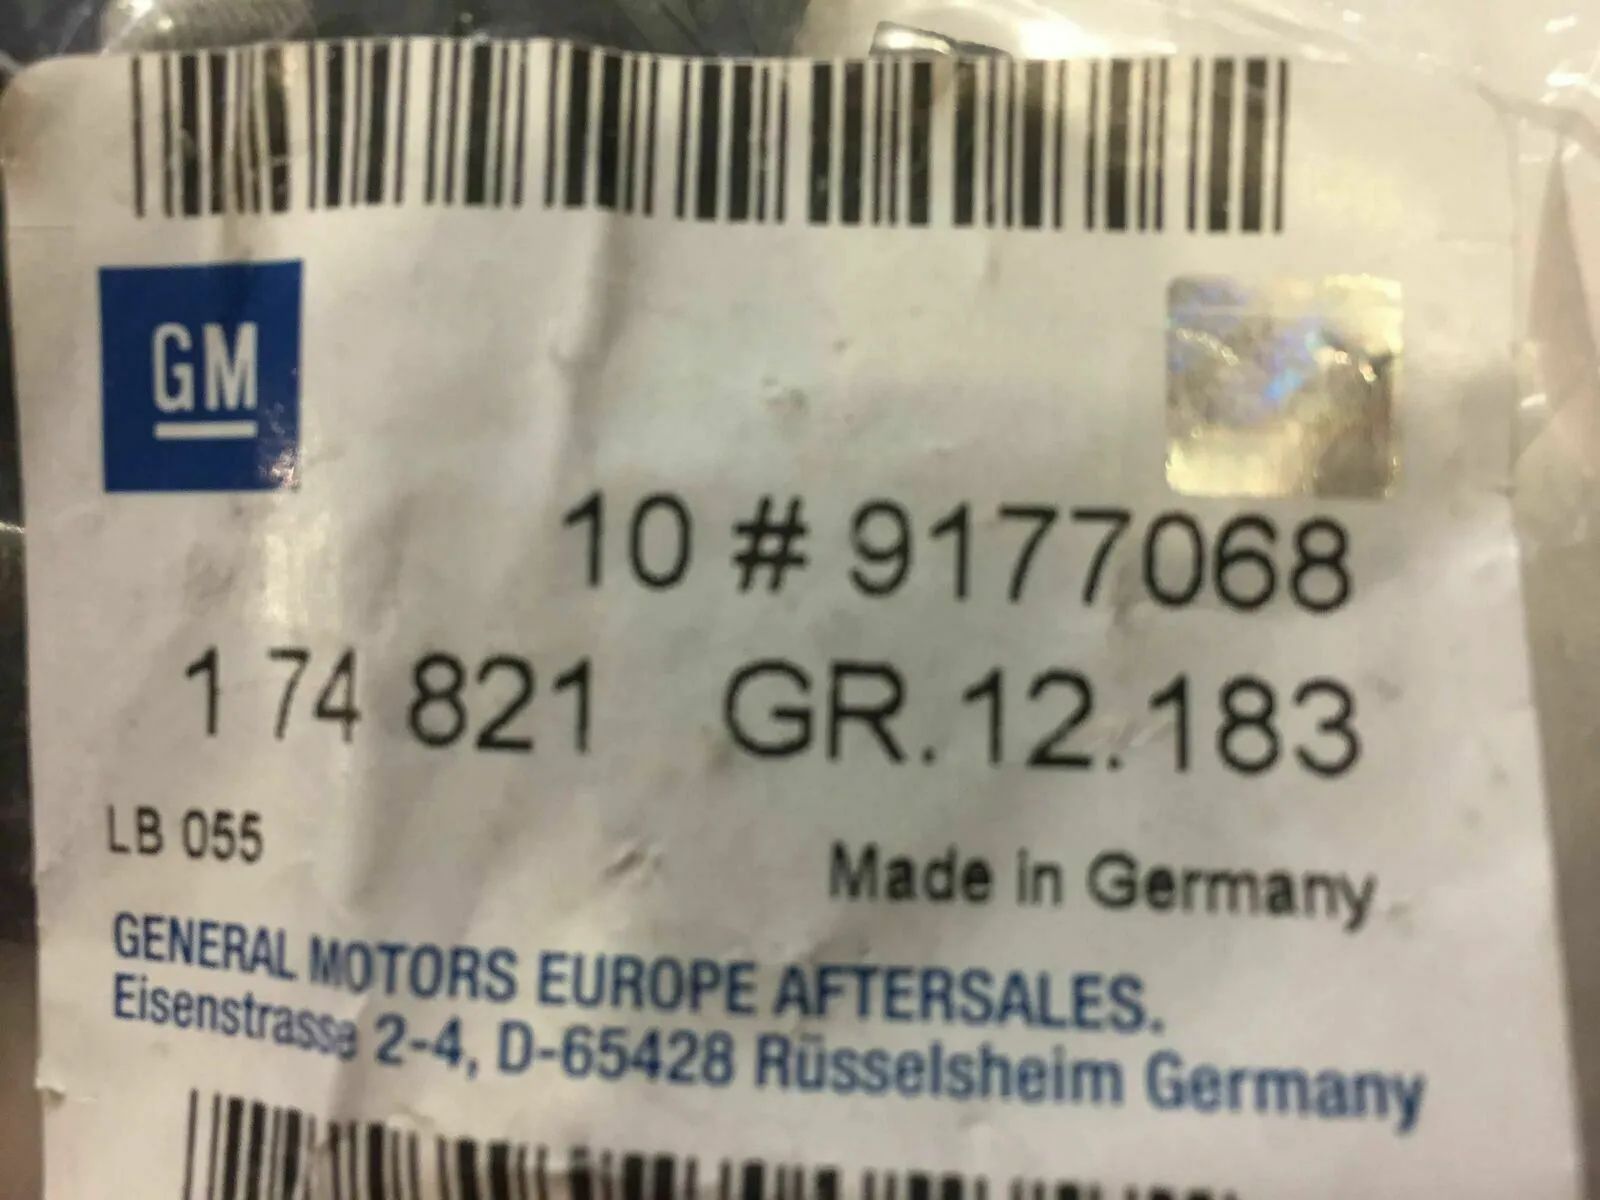 GM
10 # 9177068
1 74 821 GR.12.183
LB 055
Made in Germany
GENERAL MOTORS EUROPE AFTERSALES.
Eisenstrasse 2-4, D-65428 Rüsselsheim Germany